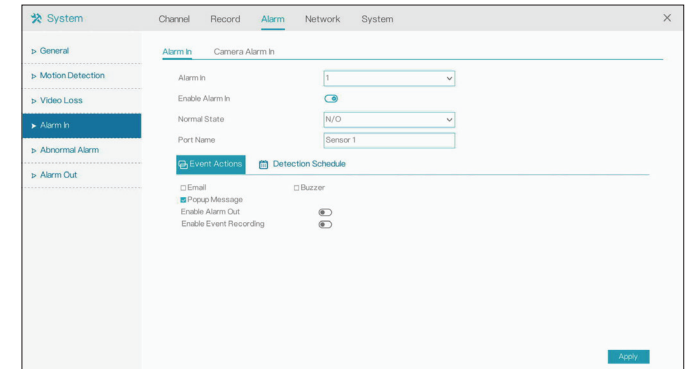 System
Channel Record Alarm Network System
General
Motion Detection
Video Loss
Alarm In
Abnormal Alarm
Alarm Out
Alarm In Camera Alarm In
Alarm In 1
Enable Alarm In
Normal State N/O
Port Name Sensor 1
Event Actions Detection Schedule
Email Buzzer
Popup Message
Enable Alarm Out
Enable Event Recording
Apply